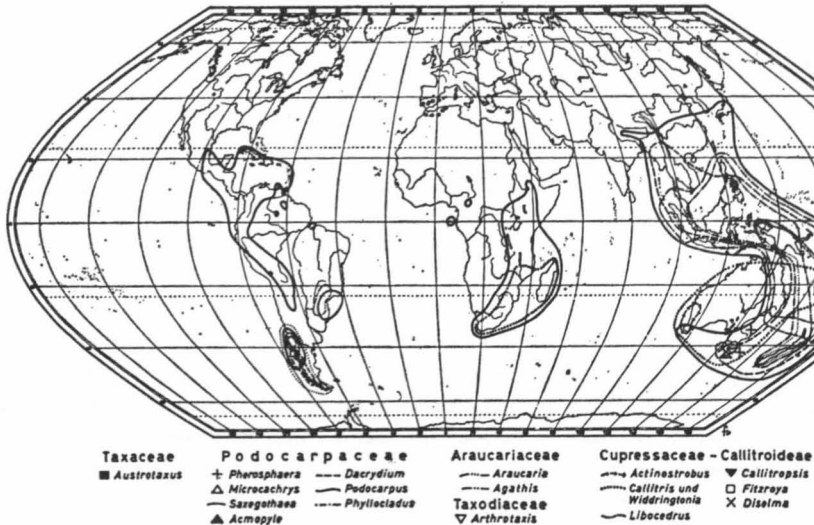 Taxaceae
Austrotaxus
Podocarpaceae
Pherosphaera
Microcachrys
Saxegothaea
Acmopyle
Dacrydium
Podocarpus
Phyllocladus
Araucariaceae
Araucaria
Agathis
Taxodiaceae
Arthrotaxis
Cupressaceae - Callitroideae
Actinostrobus
Callitris und
Widdringtonia
Libocedrus
Callitropsis
Fitzroya
Diselma